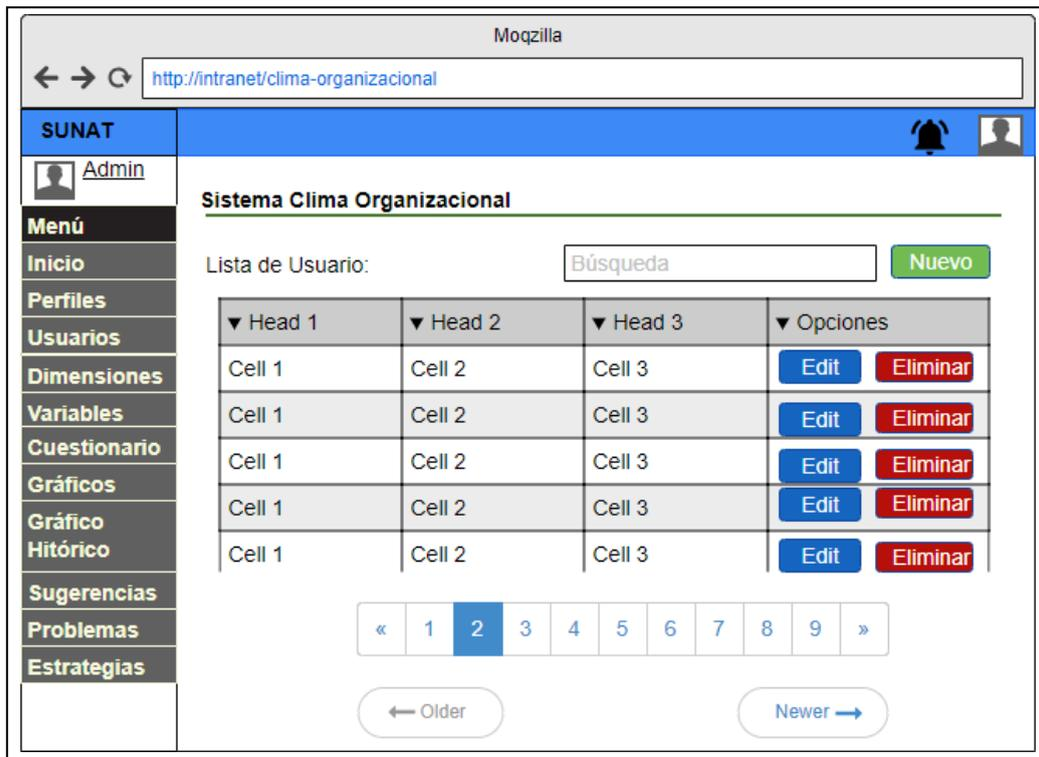 Moqzilla
http://intranet/clima-organizacional
SUNAT
Admin
Menú
Inicio
Perfiles
Usuarios
Dimensiones
Variables
Cuestionario
Gráficos
Gráfico
Hitórico
Sugerencias
Problemas
Estrategias
Sistema Clima Organizacional
Lista de Usuario: Búsqueda Nuevo
▼ Head 1 ▼ Head 2 ▼ Head 3 ▼ Opciones
Cell 1 Cell 2 Cell 3 Edit Eliminar
Cell 1 Cell 2 Cell 3 Edit Eliminar
Cell 1 Cell 2 Cell 3 Edit Eliminar
Cell 1 Cell 2 Cell 3 Edit Eliminar
Cell 1 Cell 2 Cell 3 Edit Eliminar
« 1 2 3 4 5 6 7 8 9 »
← Older Newer →